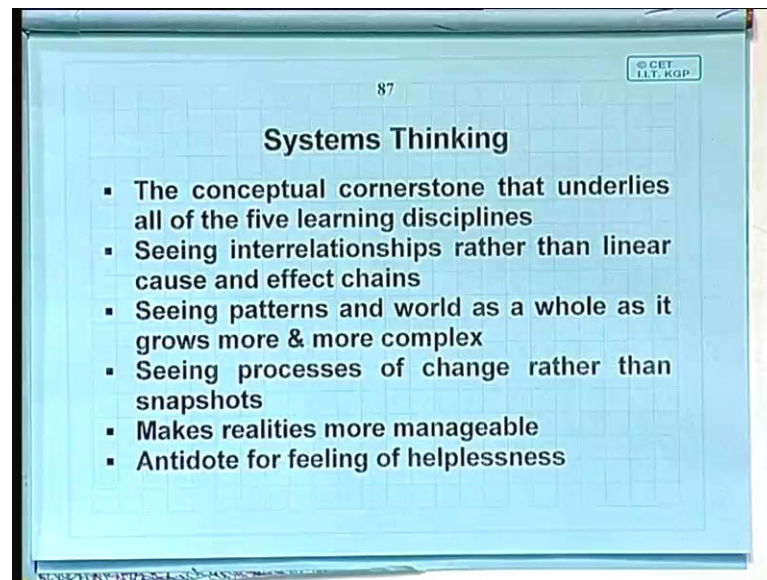 © CET
I.I.T. KGP
87
Systems Thinking
▪ The conceptual cornerstone that underlies
all of the five learning disciplines
▪ Seeing interrelationships rather than linear
cause and effect chains
▪ Seeing patterns and world as a whole as it
grows more & more complex
▪ Seeing processes of change rather than
snapshots
▪ Makes realities more manageable
▪ Antidote for feeling of helplessness